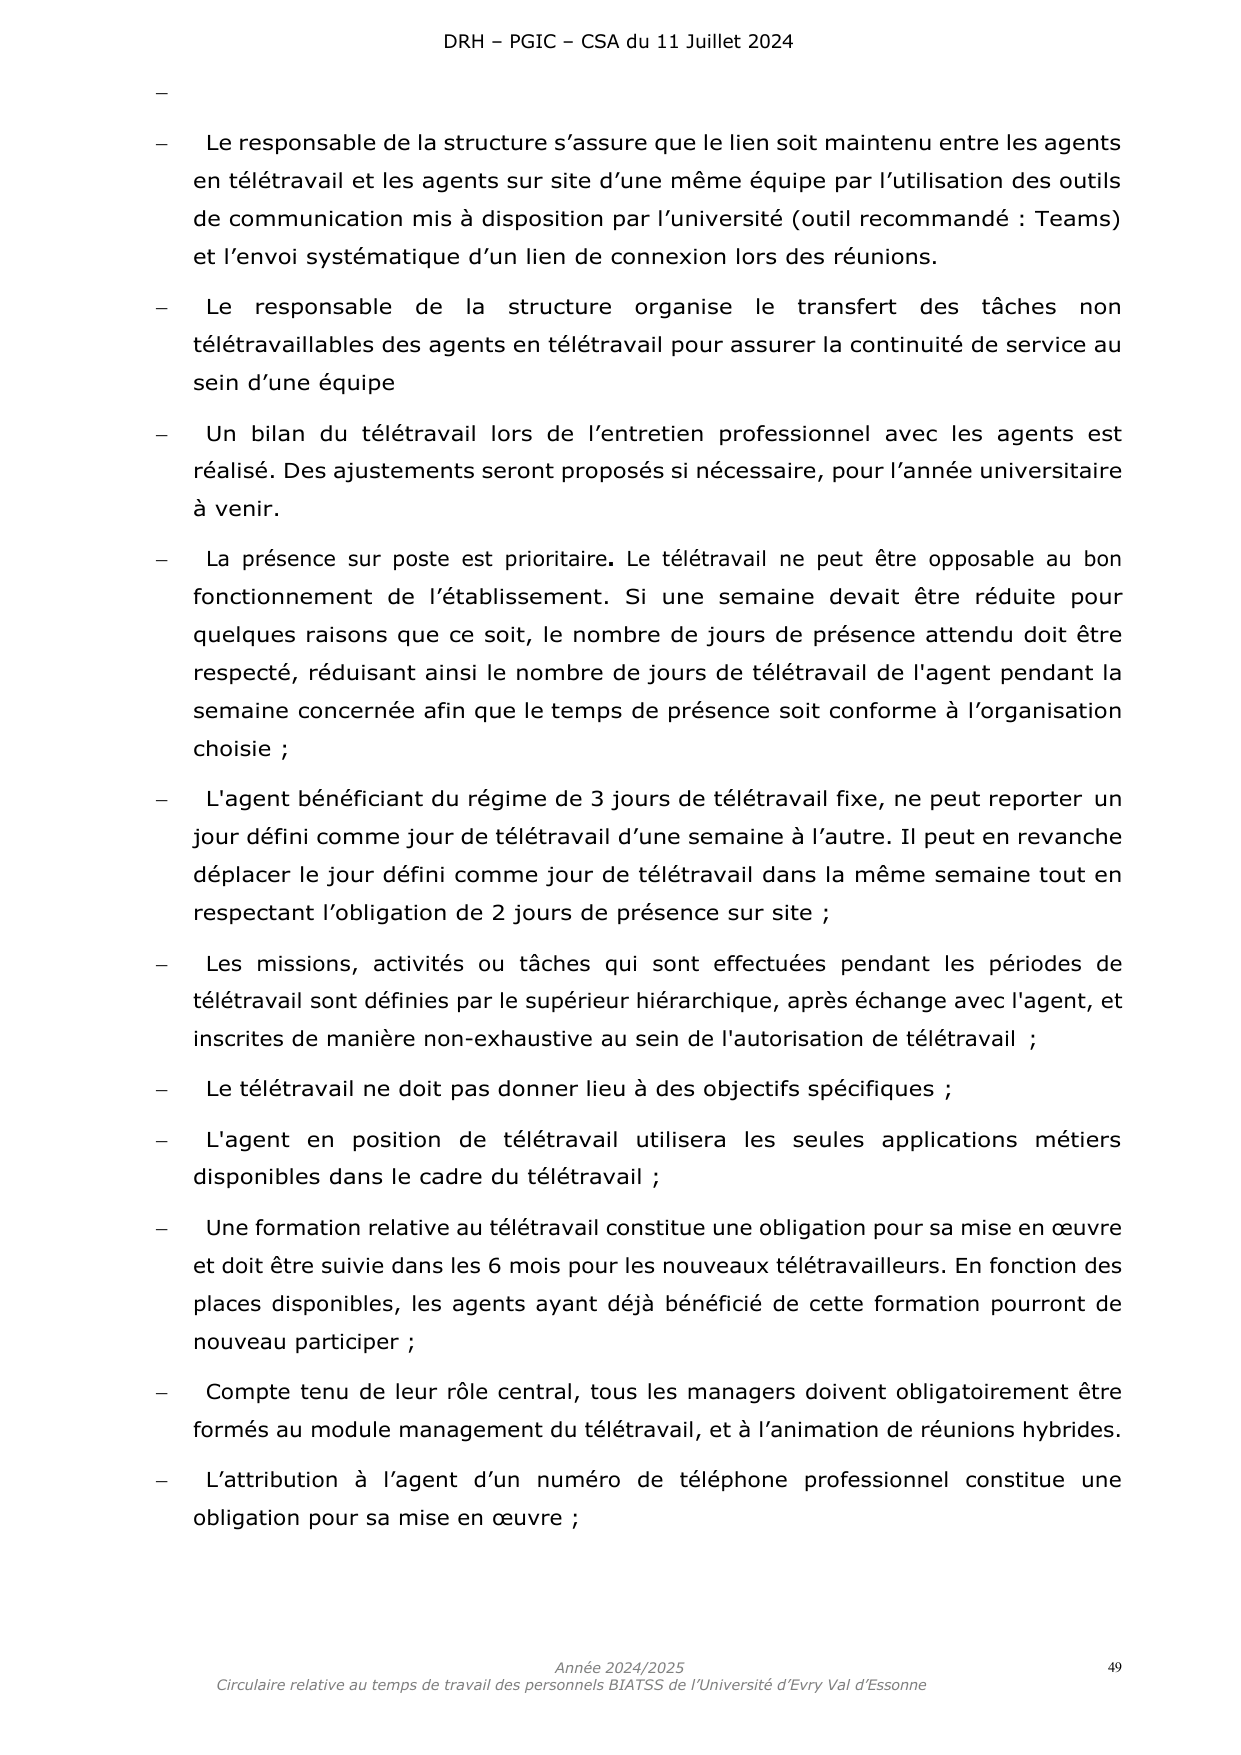 DRH – PGIC – CSA du 11 Juillet 2024
–
– Le responsable de la structure s’assure que le lien soit maintenu entre les agents
en télétravail et les agents sur site d’une même équipe par l’utilisation des outils
de communication mis à disposition par l’université (outil recommandé : Teams)
et l’envoi systématique d’un lien de connexion lors des réunions.
– Le responsable de la structure organise le transfert des tâches non
télétravaillables des agents en télétravail pour assurer la continuité de service au
sein d’une équipe
– Un bilan du télétravail lors de l’entretien professionnel avec les agents est
réalisé. Des ajustements seront proposés si nécessaire, pour l’année universitaire
à venir.
– La présence sur poste est prioritaire. Le télétravail ne peut être opposable au bon
fonctionnement de l’établissement. Si une semaine devait être réduite pour
quelques raisons que ce soit, le nombre de jours de présence attendu doit être
respecté, réduisant ainsi le nombre de jours de télétravail de l'agent pendant la
semaine concernée afin que le temps de présence soit conforme à l’organisation
choisie ;
– L'agent bénéficiant du régime de 3 jours de télétravail fixe, ne peut reporter un
jour défini comme jour de télétravail d’une semaine à l’autre. Il peut en revanche
déplacer le jour défini comme jour de télétravail dans la même semaine tout en
respectant l’obligation de 2 jours de présence sur site ;
– Les missions, activités ou tâches qui sont effectuées pendant les périodes de
télétravail sont définies par le supérieur hiérarchique, après échange avec l'agent, et
inscrites de manière non-exhaustive au sein de l'autorisation de télétravail ;
– Le télétravail ne doit pas donner lieu à des objectifs spécifiques ;
– L'agent en position de télétravail utilisera les seules applications métiers
disponibles dans le cadre du télétravail ;
– Une formation relative au télétravail constitue une obligation pour sa mise en œuvre
et doit être suivie dans les 6 mois pour les nouveaux télétravailleurs. En fonction des
places disponibles, les agents ayant déjà bénéficié de cette formation pourront de
nouveau participer ;
– Compte tenu de leur rôle central, tous les managers doivent obligatoirement être
formés au module management du télétravail, et à l’animation de réunions hybrides.
– L’attribution à l’agent d’un numéro de téléphone professionnel constitue une
obligation pour sa mise en œuvre ;
Année 2024/2025 49
Circulaire relative au temps de travail des personnels BIATSS de l’Université d’Evry Val d’Essonne